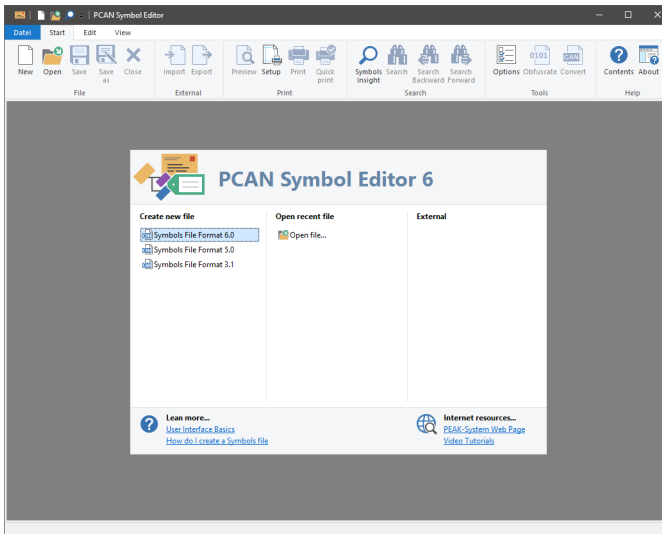 PCAN Symbol Editor
Datei Start Edit View
New Open Save Save as Close Import Export Preview Setup Print Quick print Symbols Insight Search Search Backward Search Forward Options Obfuscate Convert Contents About
File External Print Search Tools Help
PCAN Symbol Editor 6
Create new file Open recent file External
Symbols File Format 6.0 Open file...
Symbols File Format 5.0
Symbols File Format 3.1
Lean more... Internet resources...
User Interface Basics PEAK-System Web Page
How do I create a Symbols file Video Tutorials